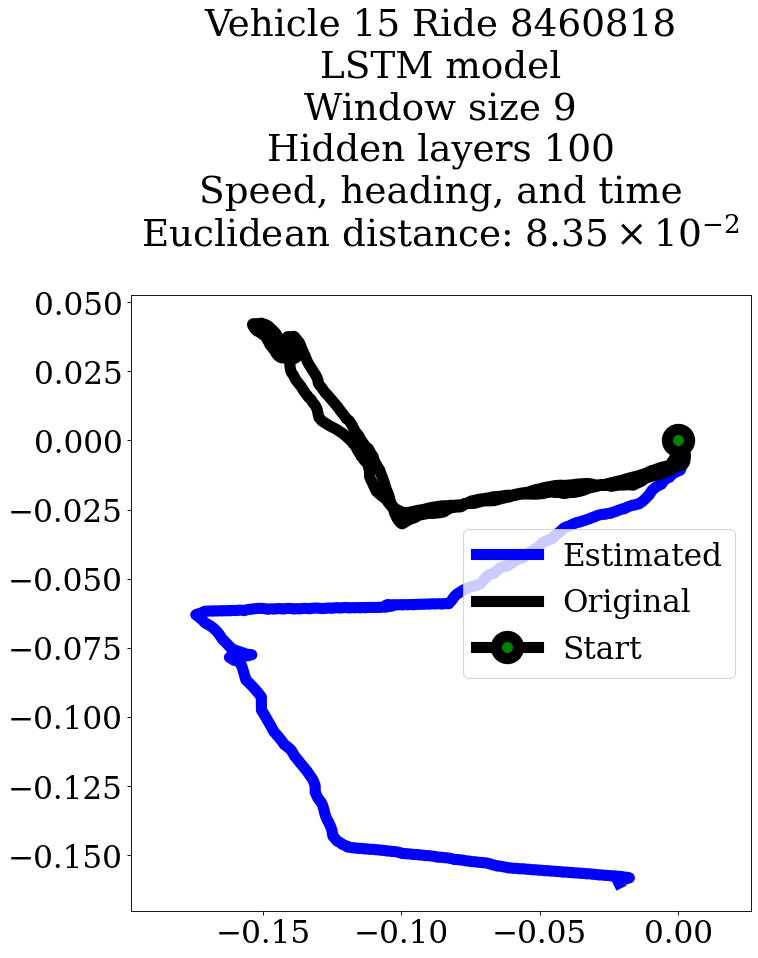 Vehicle 15 Ride 8460818
LSTM model
Window size 9
Hidden layers 100
Speed, heading, and time
Euclidean distance: 8.35 × 10⁻²
0.050
0.025
0.000
−0.025
−0.050
−0.075
−0.100
−0.125
−0.150
Estimated
Original
Start
−0.15 −0.10 −0.05 0.00